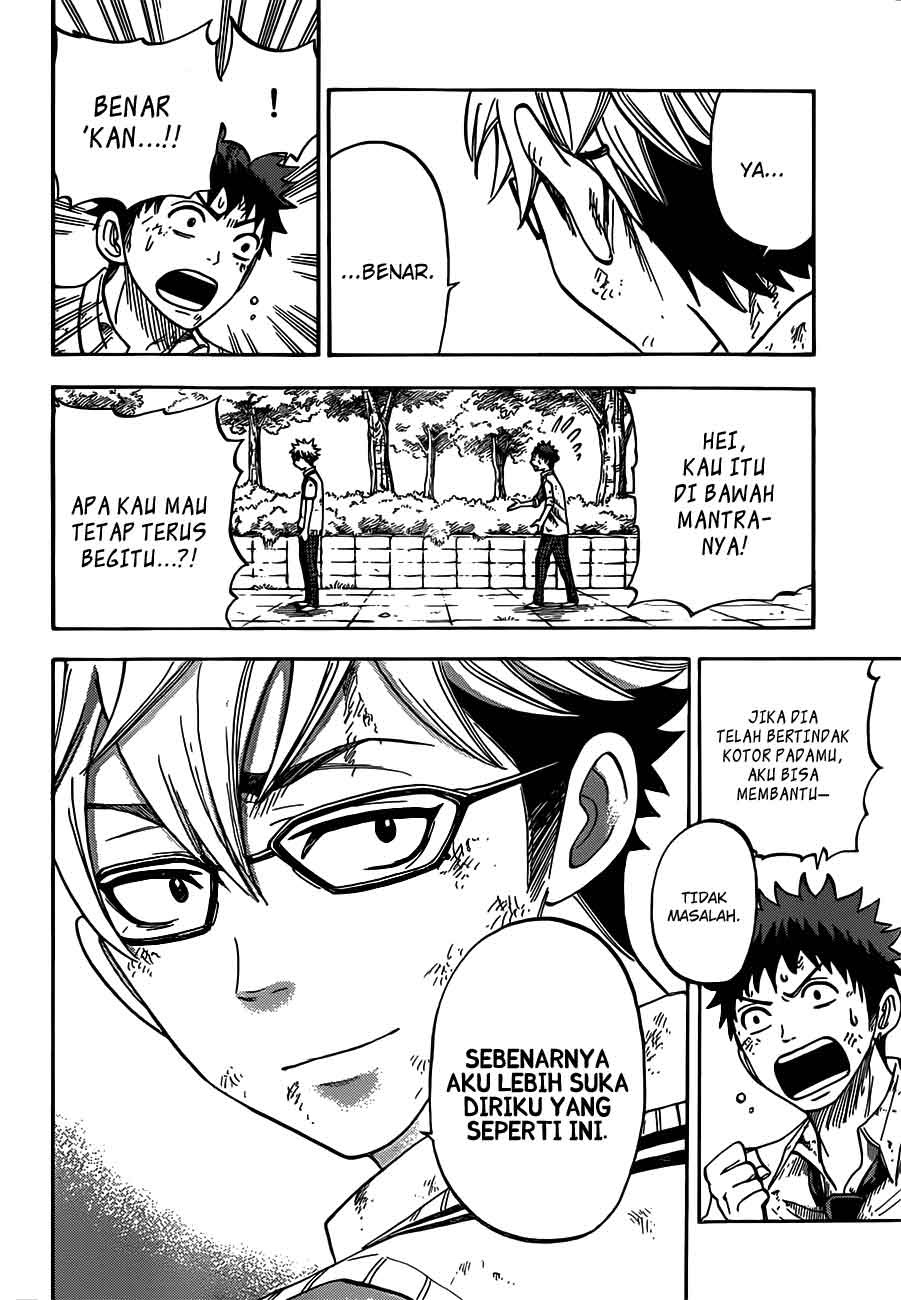 YA...
...BENAR.
!
BENAR
'KAN...!!
HEI,
KAU ITU
DI BAWAH
MANTRA-
NYA!
APA KAU MAU
TETAP TERUS
BEGITU...?!
JIKA DIA
TELAH BERTINDAK
KOTOR PADAMU,
AKU BISA
MEMBANTU–
TIDAK
MASALAH.
SEBENARNYA
AKU LEBIH SUKA
DIRIKU YANG
SEPERTI INI.